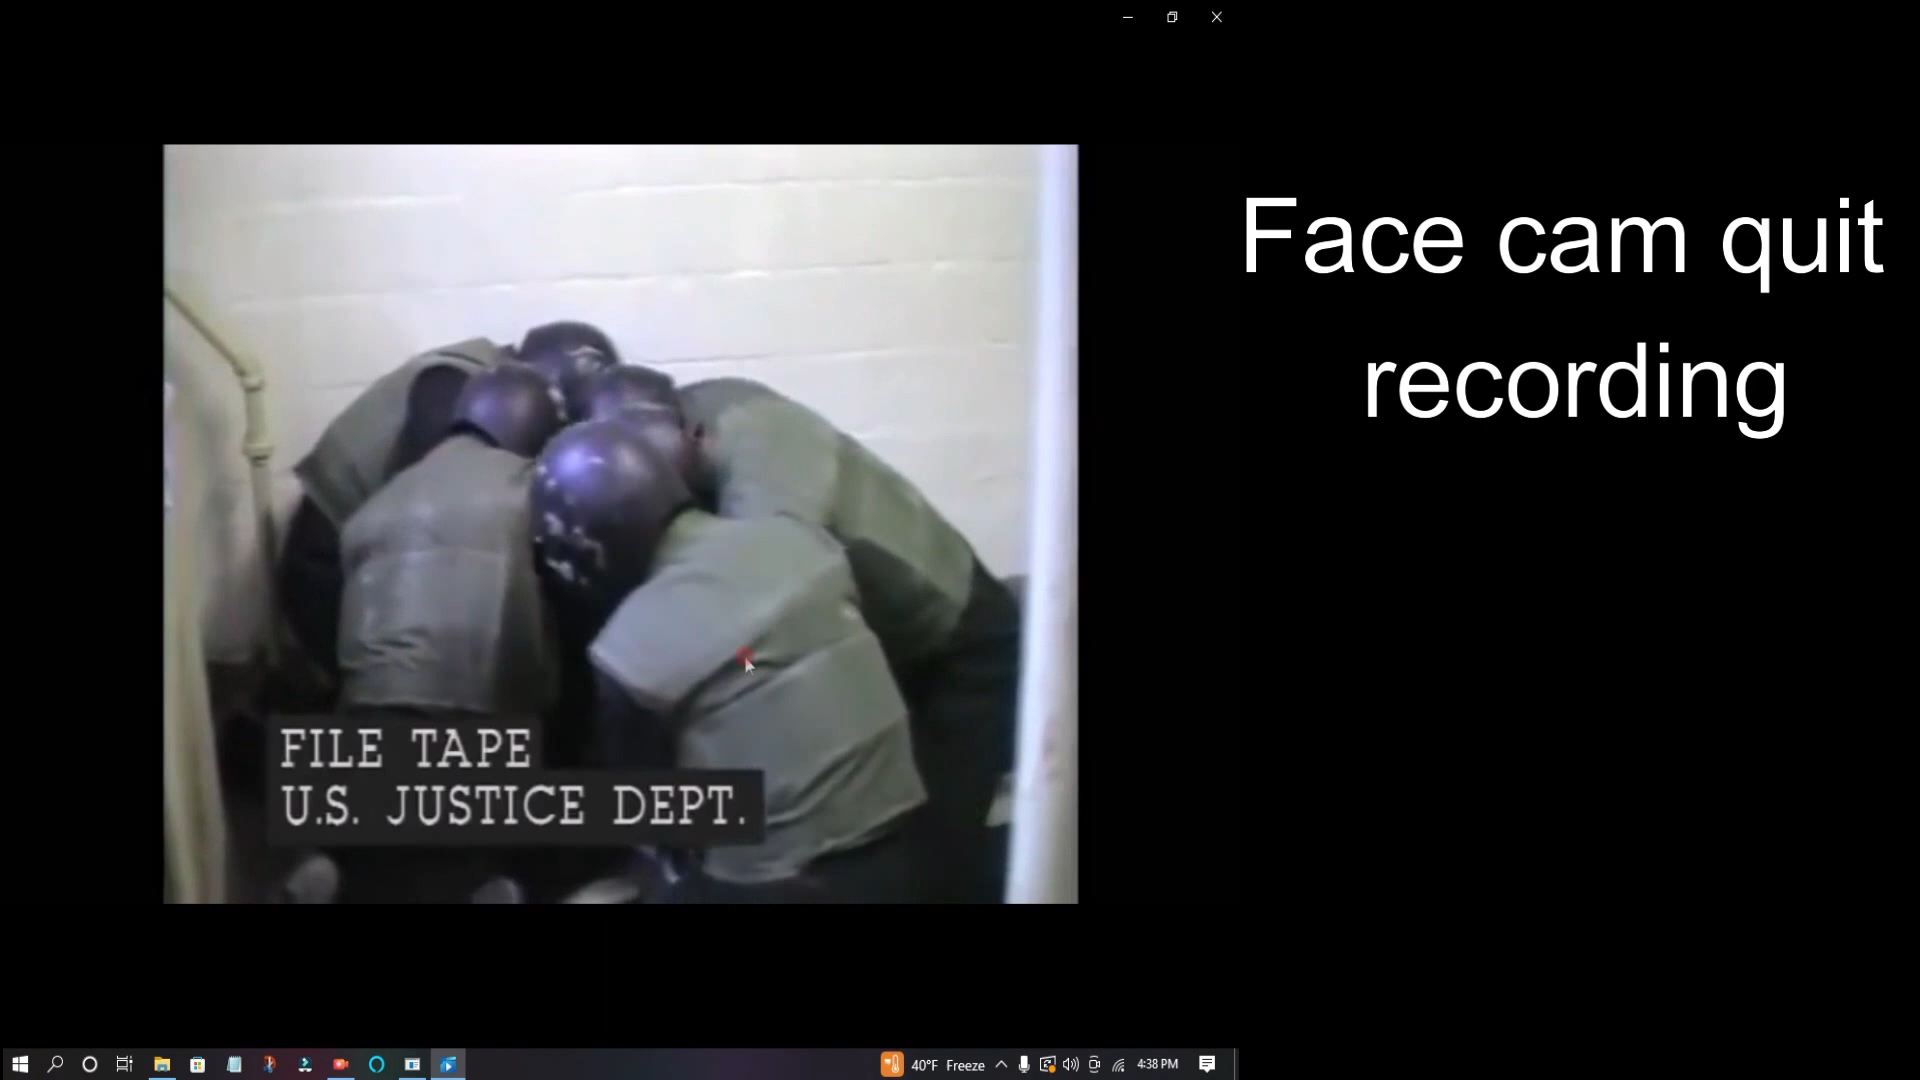 Face cam quit
recording
FILE TAPE
U.S. JUSTICE DEPT.
40°F Freeze
4:38 PM